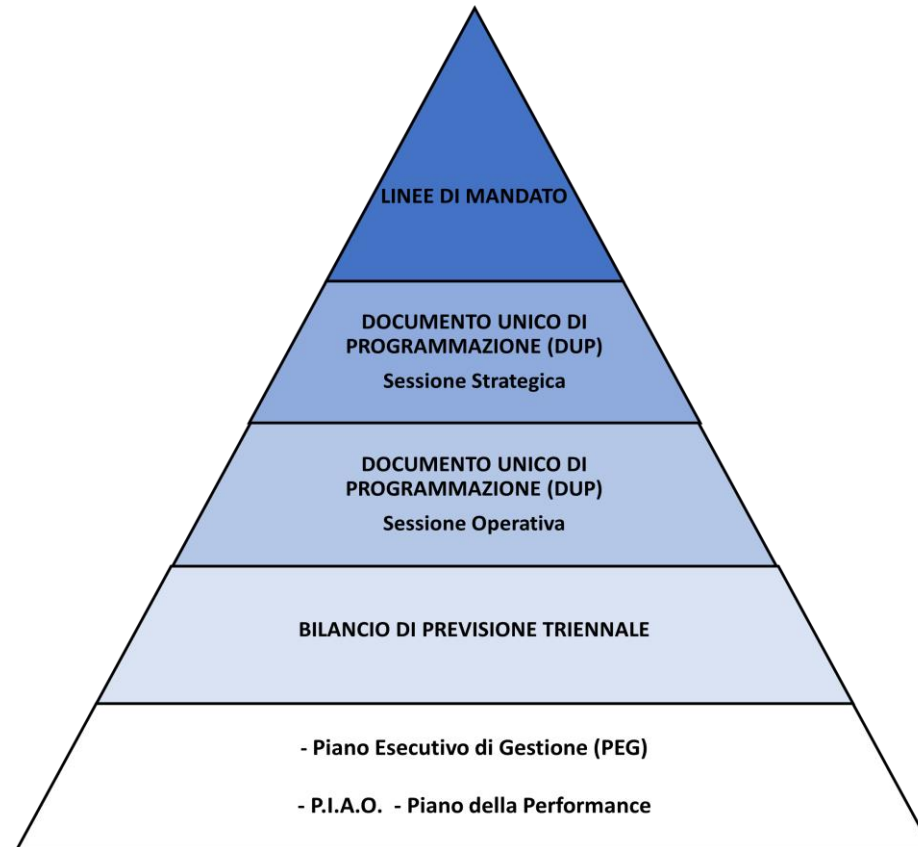 LINEE DI MANDATO
DOCUMENTO UNICO DI
PROGRAMMAZIONE (DUP)
Sessione Strategica
DOCUMENTO UNICO DI
PROGRAMMAZIONE (DUP)
Sessione Operativa
BILANCIO DI PREVISIONE TRIENNALE
- Piano Esecutivo di Gestione (PEG)
- P.I.A.O. - Piano della Performance